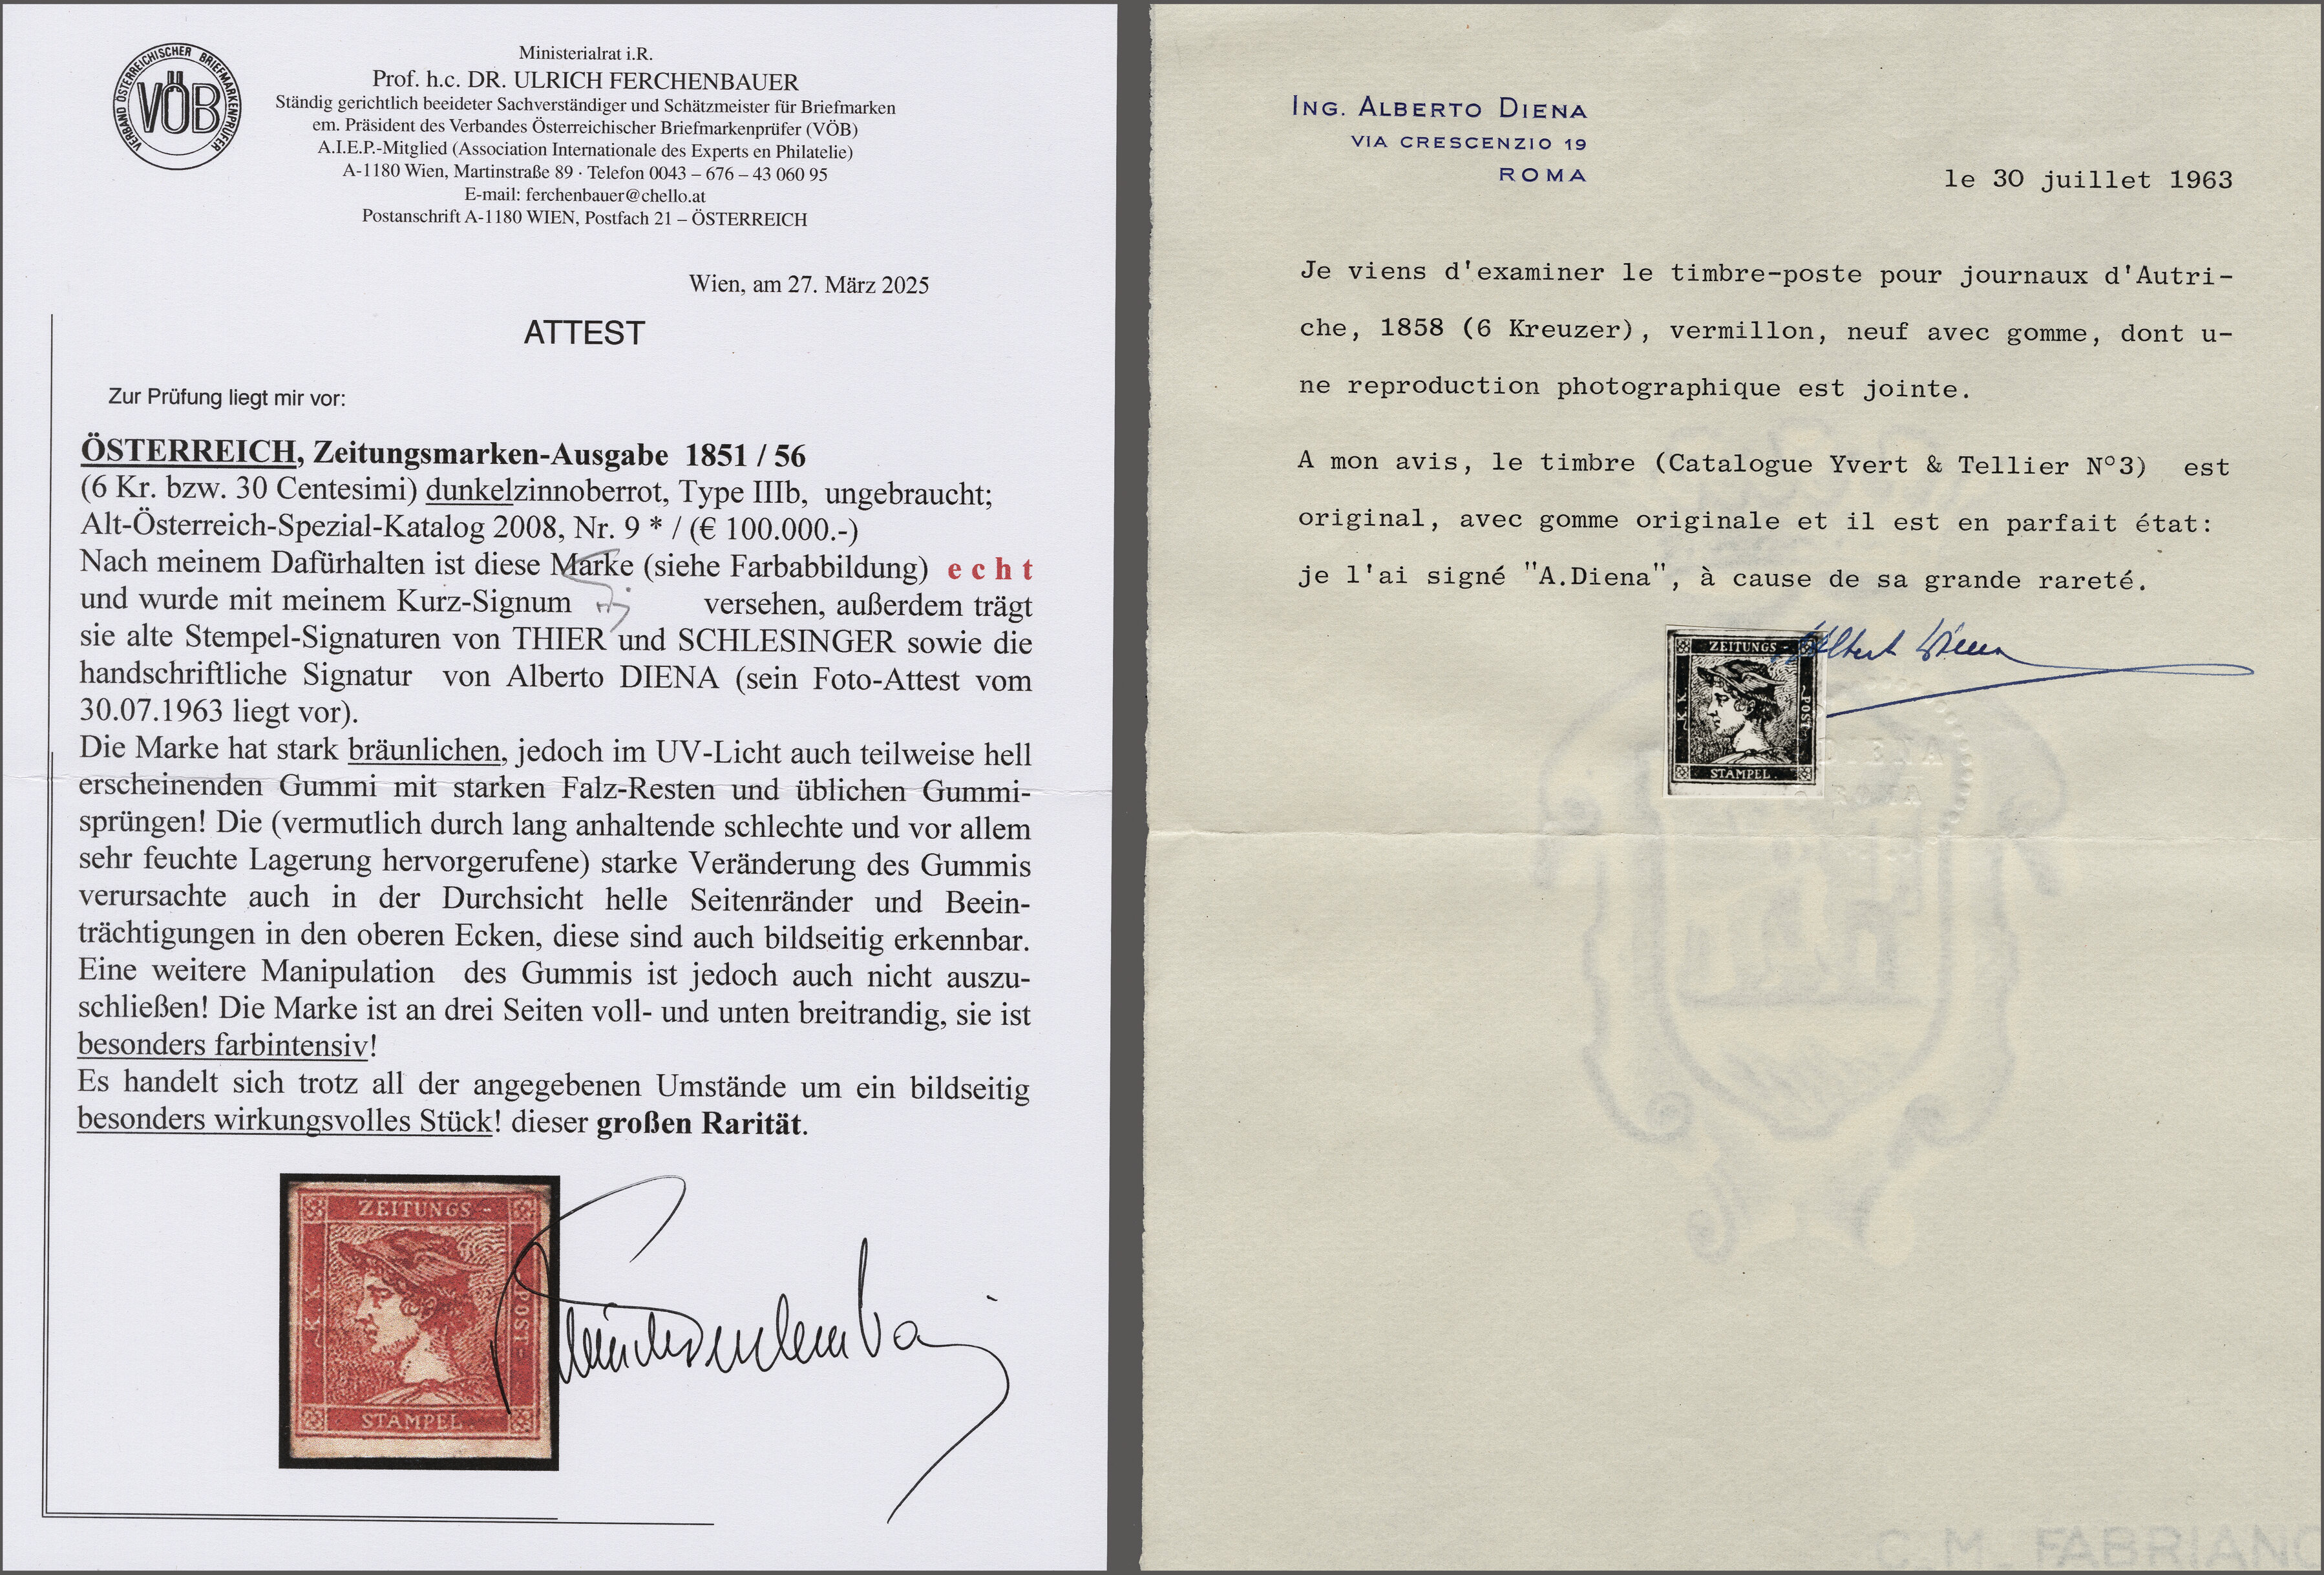 VERBAND ÖSTERREICHISCHER BRIEFMARKENPRÜFER
VÖB
Ministerialrat i.R.
Prof. h.c. DR. ULRICH FERCHENBAUER
Ständig gerichtlich beeideter Sachverständiger und Schätzmeister für Briefmarken
em. Präsident des Verbandes Österreichischer Briefmarkenprüfer (VÖB)
A.I.E.P.-Mitglied (Association Internationale des Experts en Philatelie)
A-1180 Wien, Martinstraße 89 · Telefon 0043 – 676 – 43 060 95
E-mail: ferchenbauer@chello.at
Postanschrift A-1180 WIEN, Postfach 21 – ÖSTERREICH
Wien, am 27. März 2025
ATTEST
Zur Prüfung liegt mir vor:
ÖSTERREICH, Zeitungsmarken-Ausgabe 1851 / 56
(6 Kr. bzw. 30 Centesimi) dunkelzinnoberrot, Type IIIb, ungebraucht;
Alt-Österreich-Spezial-Katalog 2008, Nr. 9 * / (€ 100.000.-)
Nach meinem Dafürhalten ist diese Marke (siehe Farbabbildung) e c h t
und wurde mit meinem Kurz-Signum versehen, außerdem trägt
sie alte Stempel-Signaturen von THIER und SCHLESINGER sowie die
handschriftliche Signatur von Alberto DIENA (sein Foto-Attest vom
30.07.1963 liegt vor).
Die Marke hat stark bräunlichen, jedoch im UV-Licht auch teilweise hell
erscheinenden Gummi mit starken Falz-Resten und üblichen Gummi-
sprüngen! Die (vermutlich durch lang anhaltende schlechte und vor allem
sehr feuchte Lagerung hervorgerufene) starke Veränderung des Gummis
verursachte auch in der Durchsicht helle Seitenränder und Beein-
trächtigungen in den oberen Ecken, diese sind auch bildseitig erkennbar.
Eine weitere Manipulation des Gummis ist jedoch auch nicht auszu-
schließen! Die Marke ist an drei Seiten voll- und unten breitrandig, sie ist
besonders farbintensiv!
Es handelt sich trotz all der angegebenen Umstände um ein bildseitig
besonders wirkungsvolles Stück! dieser großen Rarität.
ZEITUNGS -
K.K.
POST -
STAMPEL.
ING. ALBERTO DIENA
VIA CRESCENZIO 19
ROMA
le 30 juillet 1963
Je viens d'examiner le timbre-poste pour journaux d'Autri-
che, 1858 (6 Kreuzer), vermillon, neuf avec gomme, dont u-
ne reproduction photographique est jointe.
A mon avis, le timbre (Catalogue Yvert & Tellier N°3) est
original, avec gomme originale et il est en parfait état:
je l'ai signé "A.Diena", à cause de sa grande rareté.
Alberto Diena
ZEITUNGS -
K.K.
POST -
STAMPEL.
C.M. FABRIANO